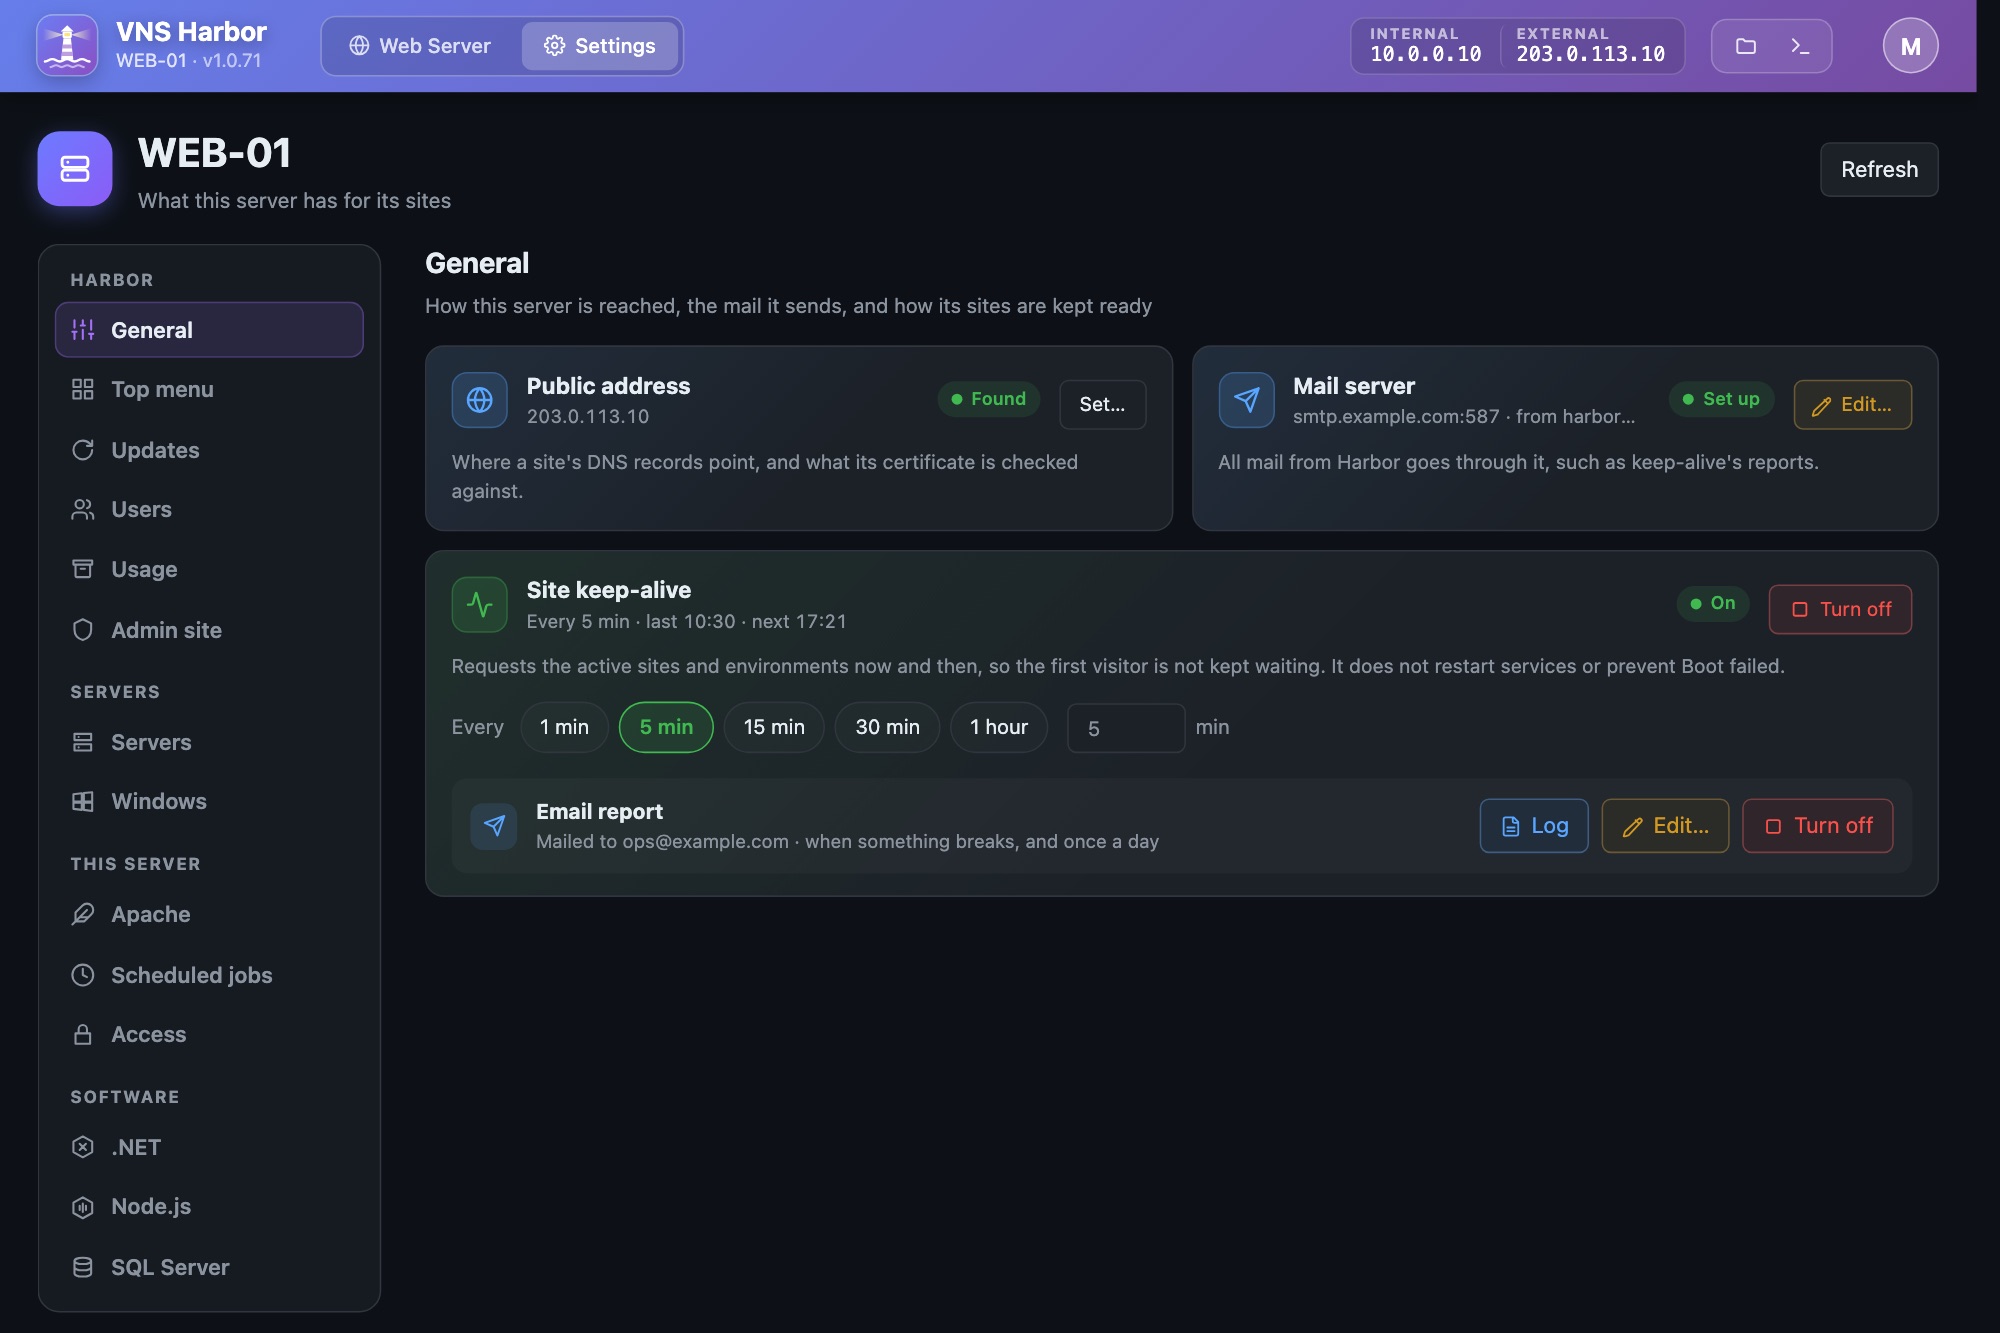 VNS Harbor
WEB-01 · v1.0.71
Web Server
Settings
INTERNAL
10.0.0.10
EXTERNAL
203.0.113.10
M
WEB-01
What this server has for its sites
Refresh
HARBOR
General
Top menu
Updates
Users
Usage
Admin site
SERVERS
Servers
Windows
THIS SERVER
Apache
Scheduled jobs
Access
SOFTWARE
.NET
Node.js
SQL Server
General
How this server is reached, the mail it sends, and how its sites are kept ready
Public address
203.0.113.10
Found
Set...
Where a site's DNS records point, and what its certificate is checked
against.
Mail server
smtp.example.com:587 · from harbor...
Set up
Edit...
All mail from Harbor goes through it, such as keep-alive's reports.
Site keep-alive
Every 5 min · last 10:30 · next 17:21
On
Turn off
Requests the active sites and environments now and then, so the first visitor is not kept waiting. It does not restart services or prevent Boot failed.
Every 1 min 5 min 15 min 30 min 1 hour 5 min
Email report
Mailed to ops@example.com · when something breaks, and once a day
Log
Edit...
Turn off